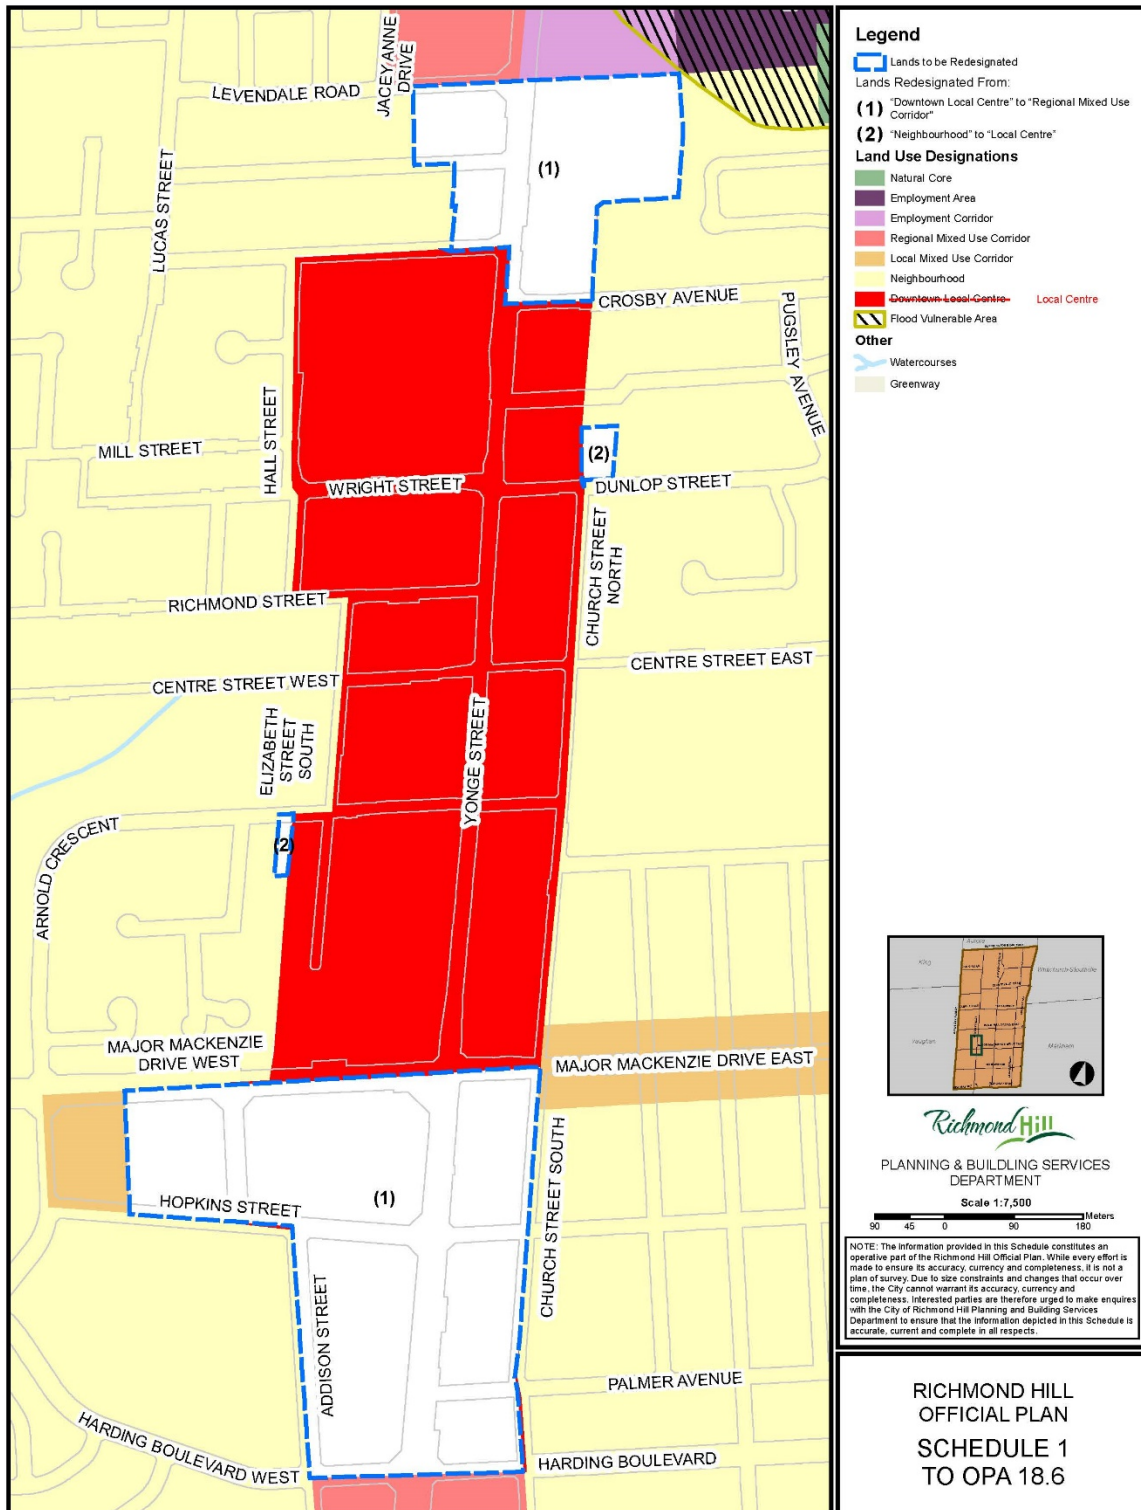 JACEY ANNE
DRIVE
LEVENDALE ROAD
LUCAS STREET
(1)
CROSBY AVENUE
PUGSLEY AVENUE
HALL STREET
MILL STREET
(2)
WRIGHT STREET
DUNLOP STREET
CHURCH STREET
NORTH
RICHMOND STREET
CENTRE STREET EAST
CENTRE STREET WEST
ELIZABETH
STREET
SOUTH
YONGE STREET
ARNOLD CRESCENT
(2)
MAJOR MACKENZIE
DRIVE WEST
MAJOR MACKENZIE DRIVE EAST
CHURCH STREET SOUTH
HOPKINS STREET
(1)
ADDISON STREET
PALMER AVENUE
HARDING BOULEVARD WEST
HARDING BOULEVARD
Legend
Lands to be Redesignated
Lands Redesignated From:
(1) "Downtown Local Centre" to "Regional Mixed Use
Corridor"
(2) "Neighbourhood" to "Local Centre"
Land Use Designations
Natural Core
Employment Area
Employment Corridor
Regional Mixed Use Corridor
Local Mixed Use Corridor
Neighbourhood
Downtown Local Centre Local Centre
Flood Vulnerable Area
Other
Watercourses
Greenway
Richmond Hill
PLANNING & BUILDLING SERVICES
DEPARTMENT
Scale 1:7,500
90 45 0 90 180 Meters
NOTE: The information provided in this Schedule constitutes an
operative part of the Richmond Hill Official Plan. While every effort is
made to ensure its accuracy, currency and completeness, it is not a
plan of survey. Due to size constraints and changes that occur over
time, the City cannot warrant its accuracy, currency and
completeness. Interested parties are therefore urged to make enquires
with the City of Richmond Hill Planning and Building Services
Department to ensure that the information depicted in this Schedule is
accurate, current and complete in all respects.
RICHMOND HILL
OFFICIAL PLAN
SCHEDULE 1
TO OPA 18.6